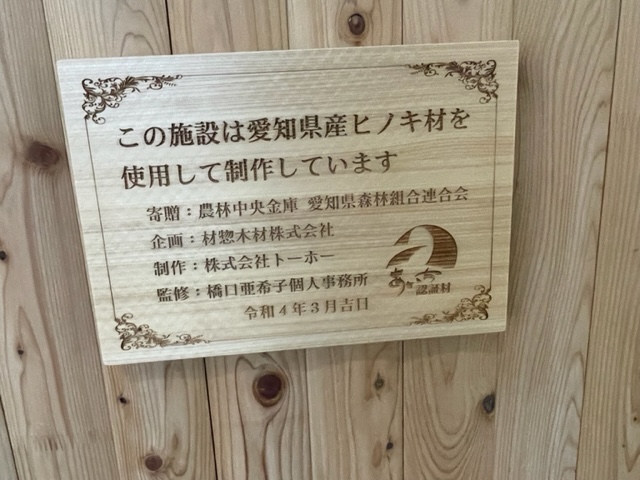 この施設は愛知県産ヒノキ材を
使用して制作しています
寄贈：農林中央金庫 愛知県森林組合連合会
企画：材惣木材株式会社
制作：株式会社トーホー
監修：橋口亜希子個人事務所
令和4年3月吉日
あいち
認証材